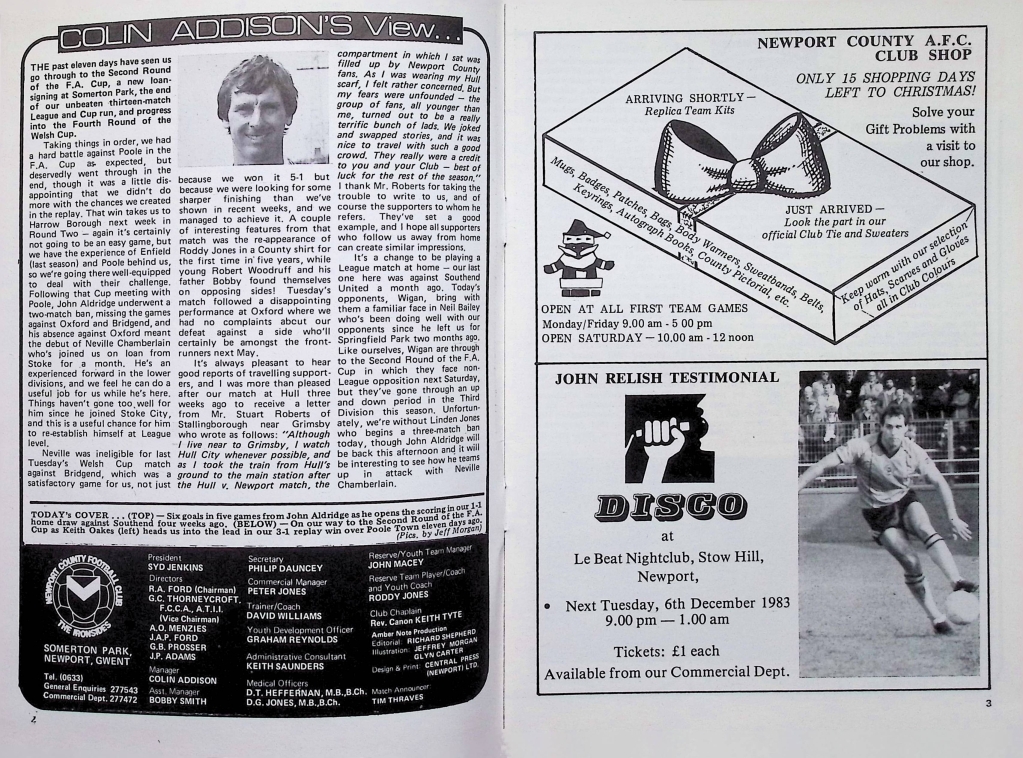 COLIN ADDISON'S View...
THE past eleven days have seen us
go through to the Second Round
of the F.A. Cup, a new loan-
signing at Somerton Park, the end
of our unbeaten thirteen-match
League and Cup run, and progress
into the Fourth Round of the
Welsh Cup.
Taking things in order, we had
a hard battle against Poole in the
F.A. Cup as expected, but
deservedly went through in the
end, though it was a little dis-
appointing that we didn't do
more with the chances we created
in the replay. That win takes us to
Harrow Borough next week in
Round Two – again it's certainly
not going to be an easy game, but
we have the experience of Enfield
(last season) and Poole behind us,
so we're going there well-equipped
to deal with their challenge.
Following that Cup meeting with
Poole, John Aldridge underwent a
two-match ban, missing the games
against Oxford and Bridgend, and
his absence against Oxford meant
the debut of Neville Chamberlain
who's joined us on loan from
Stoke for a month. He's an
experienced forward in the lower
divisions, and we feel he can do a
useful job for us while he's here.
Things haven't gone too well for
him since he joined Stoke City,
and this is a useful chance for him
to re-establish himself at League
level.
Neville was ineligible for last
Tuesday's Welsh Cup match
against Bridgend, which was a
satisfactory game for us, not just
because we won it 5-1 but
because we were looking for some
sharper finishing than we've
shown in recent weeks, and we
managed to achieve it. A couple
of interesting features from that
match was the re-appearance of
Roddy Jones in a County shirt for
the first time in five years, while
young Robert Woodruff and his
father Bobby found themselves
on opposing sides! Tuesday's
match followed a disappointing
performance at Oxford where we
had no complaints about our
defeat against a side who'll
certainly be amongst the front-
runners next May.
It's always pleasant to hear
good reports of travelling support-
ers, and I was more than pleased
after our match at Hull three
weeks ago to receive a letter
from Mr. Stuart Roberts of
Stallingborough near Grimsby
who wrote as follows: "Although
I live near to Grimsby, I watch
Hull City whenever possible, and
as I took the train from Hull's
ground to the main station after
the Hull v. Newport match, the
compartment in which I sat was
filled up by Newport County
fans. As I was wearing my Hull
scarf, I felt rather concerned. But
my fears were unfounded – the
group of fans, all younger than
me, turned out to be a really
terrific bunch of lads. We joked
and swapped stories, and it was
nice to travel with such a good
crowd. They really were a credit
to you and your Club – best of
luck for the rest of the season."
I thank Mr. Roberts for taking the
trouble to write to us, and of
course the supporters to whom he
refers. They've set a good
example, and I hope all supporters
who follow us away from home
can create similar impressions.
It's a change to be playing a
League match at home – our last
one here was against Southend
United a month ago. Today's
opponents, Wigan, bring with
them a familiar face in Neil Bailey
who's been doing well with our
opponents since he left us for
Springfield Park two months ago.
Like ourselves, Wigan are through
to the Second Round of the F.A.
Cup in which they face non-
League opposition next Saturday,
but they've gone through an up
and down period in the Third
Division this season. Unfortun-
ately, we're without Linden Jones
who begins a three-match ban
today, though John Aldridge will
be back this afternoon and it will
be interesting to see how he teams
up in attack with Neville
Chamberlain.
TODAY'S COVER . . . (TOP) — Six goals in five games from John Aldridge as he opens the scoring in our 1-1
home draw against Southend four weeks ago. (BELOW) — On our way to the Second Round of the F.A.
Cup as Keith Oakes (left) heads us into the lead in our 3-1 replay win over Poole Town eleven days ago.
(Pics. by Jeff Morgan)
NEWPORT COUNTY FOOTBALL CLUB
THE IRONSIDES
SOMERTON PARK,
NEWPORT, GWENT
Tel. (0633)
General Enquiries 277543
Commercial Dept. 277472
President
SYD JENKINS
Directors
R.A. FORD (Chairman)
G.C. THORNEYCROFT,
F.C.C.A., A.T.I.I.
(Vice Chairman)
A.O. MENZIES
J.A.P. FORD
G.B. PROSSER
J.P. ADAMS
Manager
COLIN ADDISON
Asst. Manager
BOBBY SMITH
Secretary
PHILIP DAUNCEY
Commercial Manager
PETER JONES
Trainer/Coach
DAVID WILLIAMS
Youth Development Officer
GRAHAM REYNOLDS
Administrative Consultant
KEITH SAUNDERS
Medical Officers
D.T. HEFFERNAN, M.B.,B.Ch.
D.G. JONES, M.B.,B.Ch.
Reserve/Youth Team Manager
JOHN MACEY
Reserve Team Player/Coach
and Youth Coach
RODDY JONES
Club Chaplain
Rev. Canon KEITH TYTE
Amber Note Production
Editorial: RICHARD SHEPHERD
Illustration: JEFFREY MORGAN
GLYN CARTER
Design & Print: CENTRAL PRESS
(NEWPORT) LTD.
Match Announcer
TIM THRAVES
2
NEWPORT COUNTY A.F.C.
CLUB SHOP
ONLY 15 SHOPPING DAYS
LEFT TO CHRISTMAS!
Solve your
Gift Problems with
a visit to
our shop.
ARRIVING SHORTLY—
Replica Team Kits
JUST ARRIVED—
Look the part in our
official Club Tie and Sweaters
Mugs, Badges, Patches, Bags, Body Warmers, Sweatbands, Belts,
Keyrings, Autograph Books, County Pictorial, etc.
Keep warm with our selection
of Hats, Scarves and Gloves
all in Club Colours
OPEN AT ALL FIRST TEAM GAMES
Monday/Friday 9.00 am - 5 00 pm
OPEN SATURDAY — 10.00 am - 12 noon
JOHN RELISH TESTIMONIAL
DISCO
at
Le Beat Nightclub, Stow Hill,
Newport,
• Next Tuesday, 6th December 1983
9.00 pm — 1.00 am
Tickets: £1 each
Available from our Commercial Dept.
3